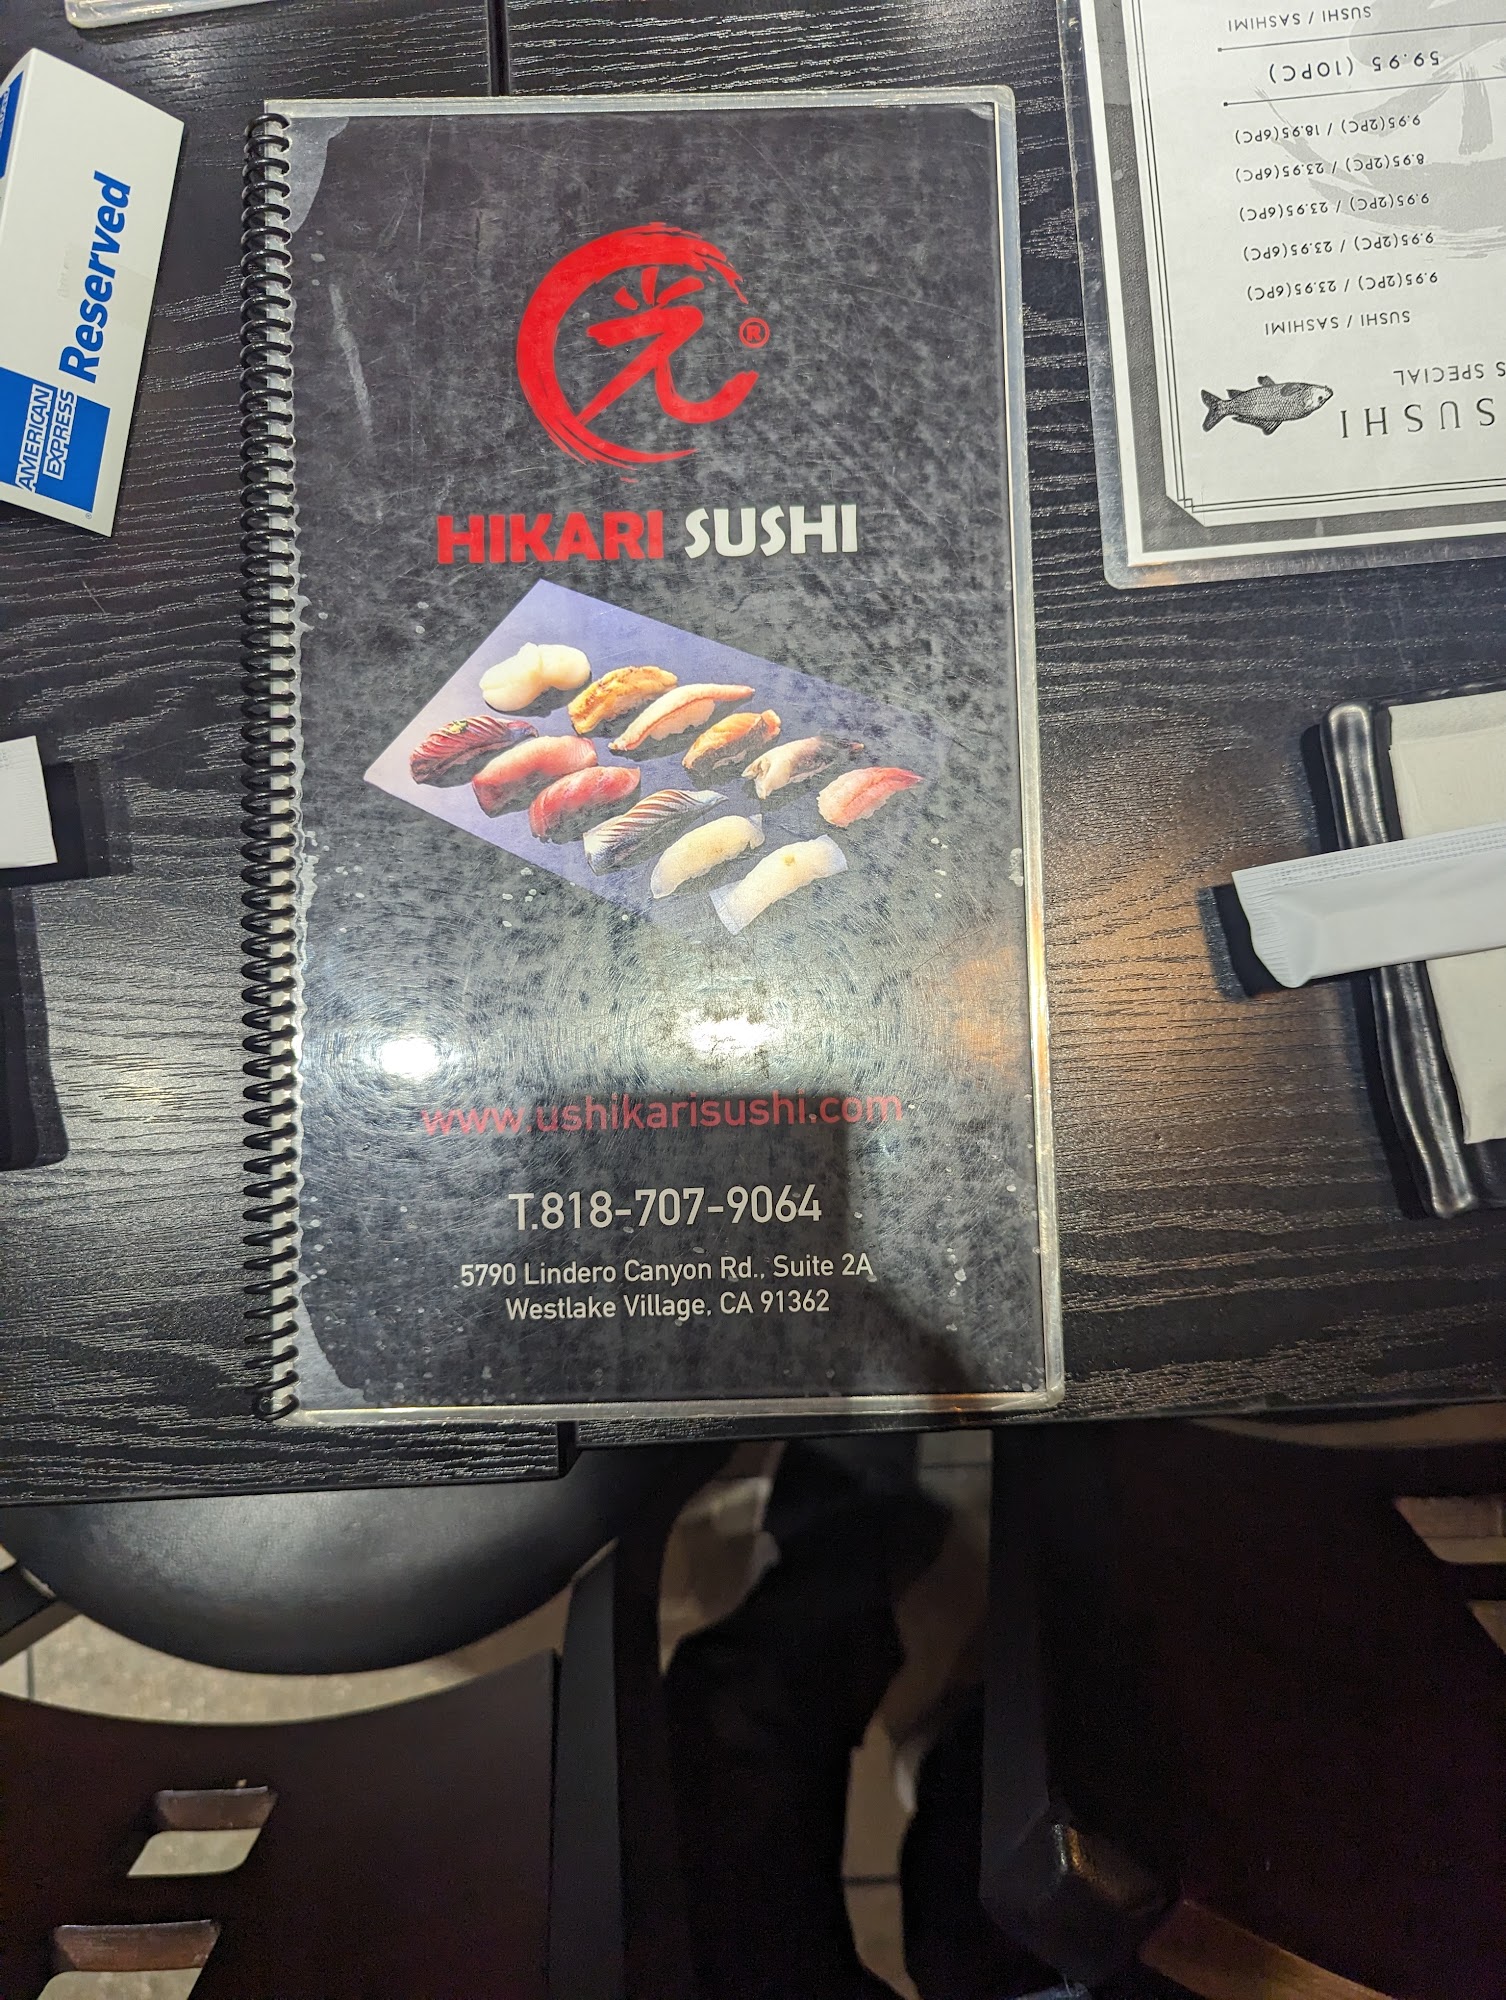 光®
HIKARI SUSHI
www.ushikarisushi.com
T.818-707-9064
5790 Lindero Canyon Rd., Suite 2A
Westlake Village, CA 91362
Reserved
AMERICAN
EXPRESS
®
SUSHI
S SPECIAL
SUSHI / SASHIMI
9.95(2PC) / 23.95(6PC)
9.95(2PC) / 23.95(6PC)
9.95(2PC) / 23.95(6PC)
8.95(2PC) / 23.95(6PC)
9.95(2PC) / 18.95(6PC)
59.95 (10PC)
SUSHI / SASHIMI